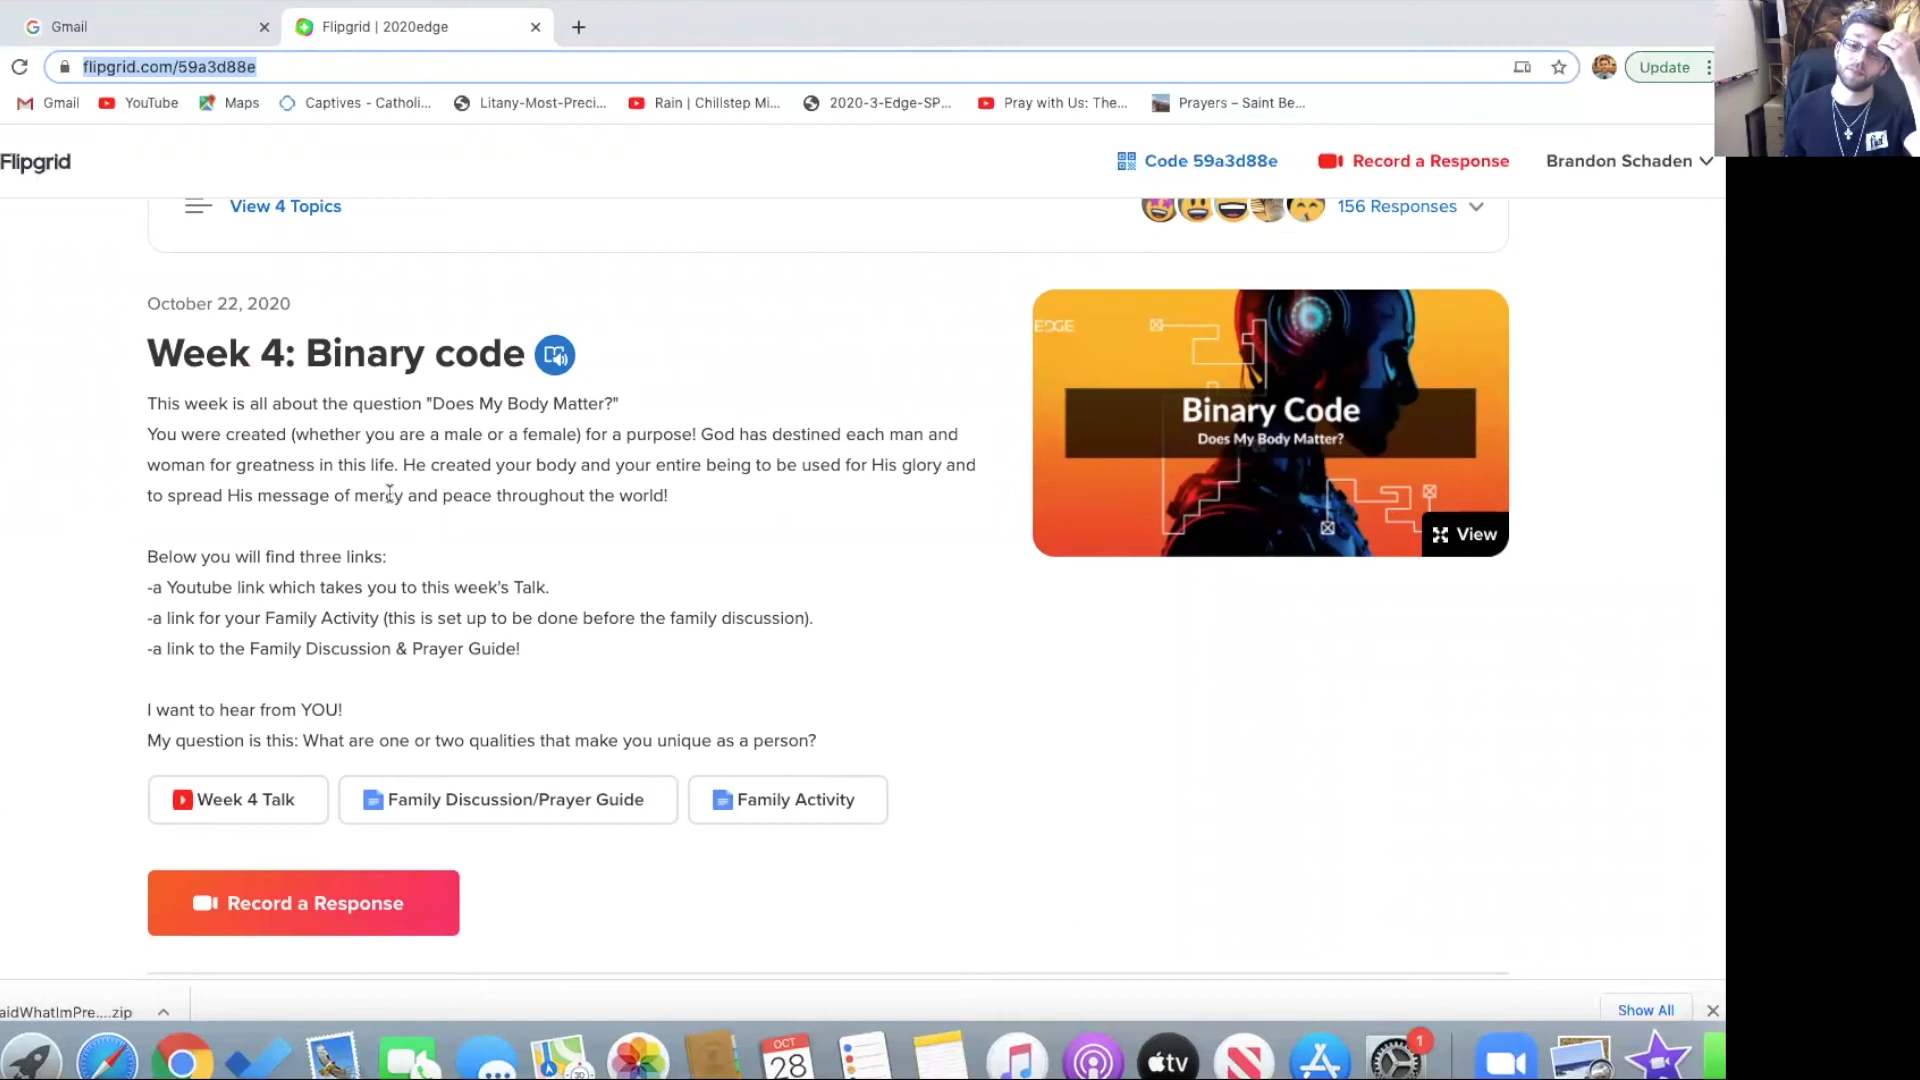 Gmail
Flipgrid | 2020edge
flipgrid.com/59a3d88e
Update
Gmail
YouTube
Maps
Captives - Catholi...
Litany-Most-Preci...
Rain | Chillstep Mi...
2020-3-Edge-SP...
Pray with Us: The...
Prayers – Saint Be...
Flipgrid
Code 59a3d88e
Record a Response
Brandon Schaden
View 4 Topics
156 Responses
October 22, 2020
Week 4: Binary code
This week is all about the question "Does My Body Matter?"
You were created (whether you are a male or a female) for a purpose! God has destined each man and
woman for greatness in this life. He created your body and your entire being to be used for His glory and
to spread His message of mercy and peace throughout the world!
EDGE
Binary Code
Does My Body Matter?
View
Below you will find three links:
-a Youtube link which takes you to this week's Talk.
-a link for your Family Activity (this is set up to be done before the family discussion).
-a link to the Family Discussion & Prayer Guide!
I want to hear from YOU!
My question is this: What are one or two qualities that make you unique as a person?
Week 4 Talk
Family Discussion/Prayer Guide
Family Activity
Record a Response
aidWhatImPre....zip
Show All
OCT
28
3D
tv
1